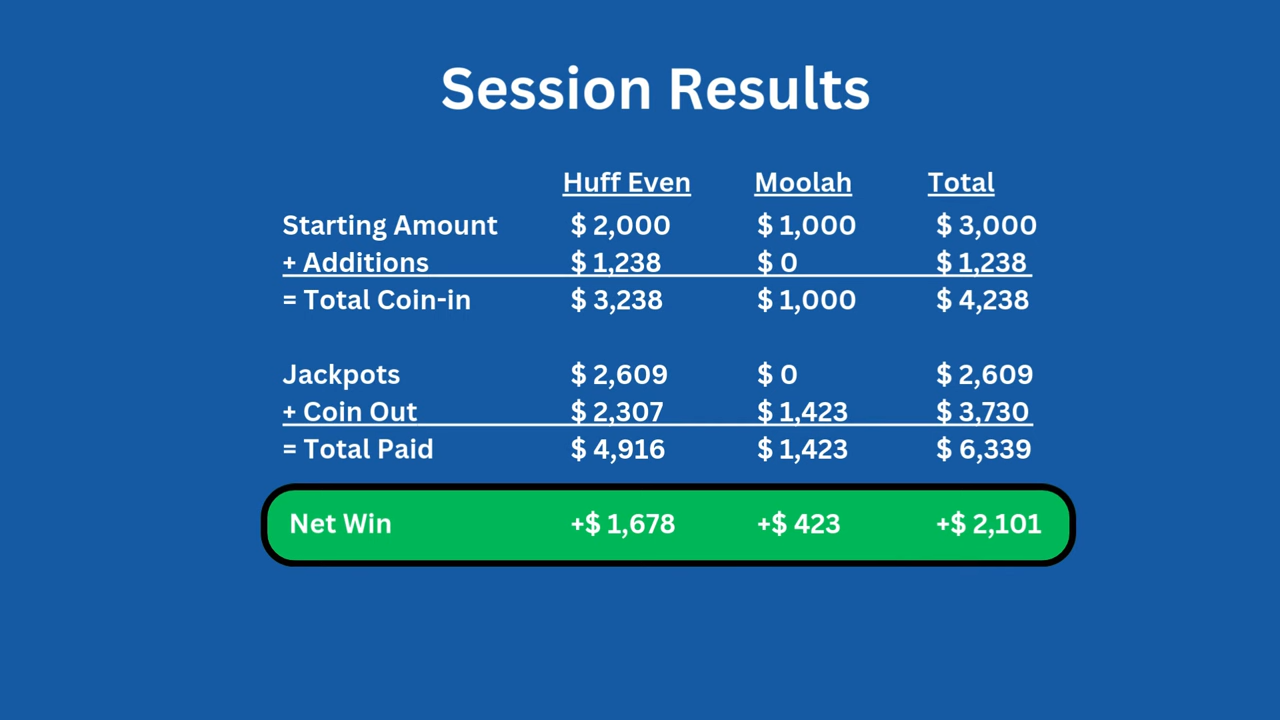 Session Results
Huff Even Moolah Total
Starting Amount $ 2,000 $ 1,000 $ 3,000
+ Additions $ 1,238 $ 0 $ 1,238
= Total Coin-in $ 3,238 $ 1,000 $ 4,238
Jackpots $ 2,609 $ 0 $ 2,609
+ Coin Out $ 2,307 $ 1,423 $ 3,730
= Total Paid $ 4,916 $ 1,423 $ 6,339
Net Win +$ 1,678 +$ 423 +$ 2,101